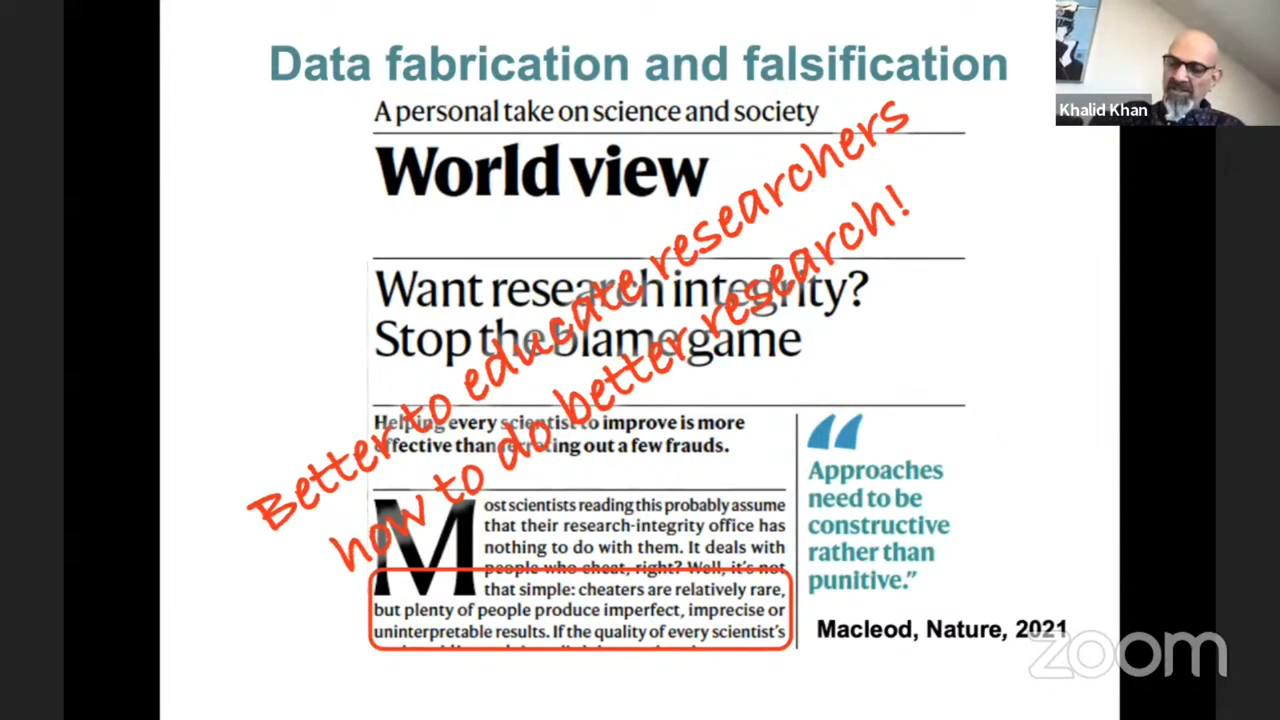 Data fabrication and falsification
Khalid Khan
A personal take on science and society
World view
Better to educate researchers
how to do better research!
Want research integrity?
Stop the blame game
Helping every scientist to improve is more
effective than ferreting out a few frauds.
Most scientists reading this probably assume
that their research-integrity office has
nothing to do with them. It deals with
people who cheat, right? Well, it's not
that simple: cheaters are relatively rare,
but plenty of people produce imperfect, imprecise or
uninterpretable results. If the quality of every scientist's
“
Approaches
need to be
constructive
rather than
punitive.”
Macleod, Nature, 2021
zoom